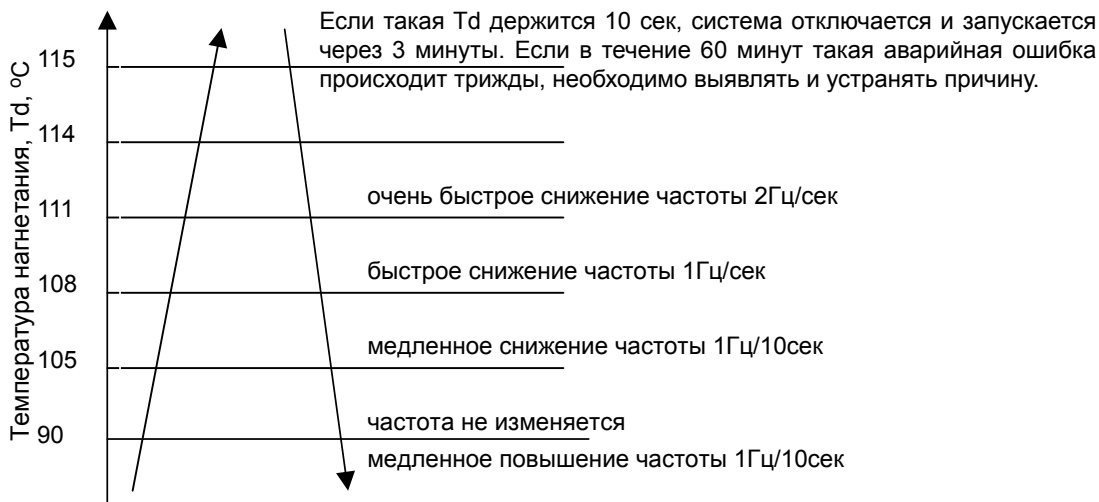 Если такая Td держится 10 сек, система отключается и запускается
через 3 минуты. Если в течение 60 минут такая аварийная ошибка
происходит трижды, необходимо выявлять и устранять причину.
Температура нагнетания, Td, ºC
115
114
очень быстрое снижение частоты 2Гц/сек
111
быстрое снижение частоты 1Гц/сек
108
медленное снижение частоты 1Гц/10сек
105
частота не изменяется
90
медленное повышение частоты 1Гц/10сек